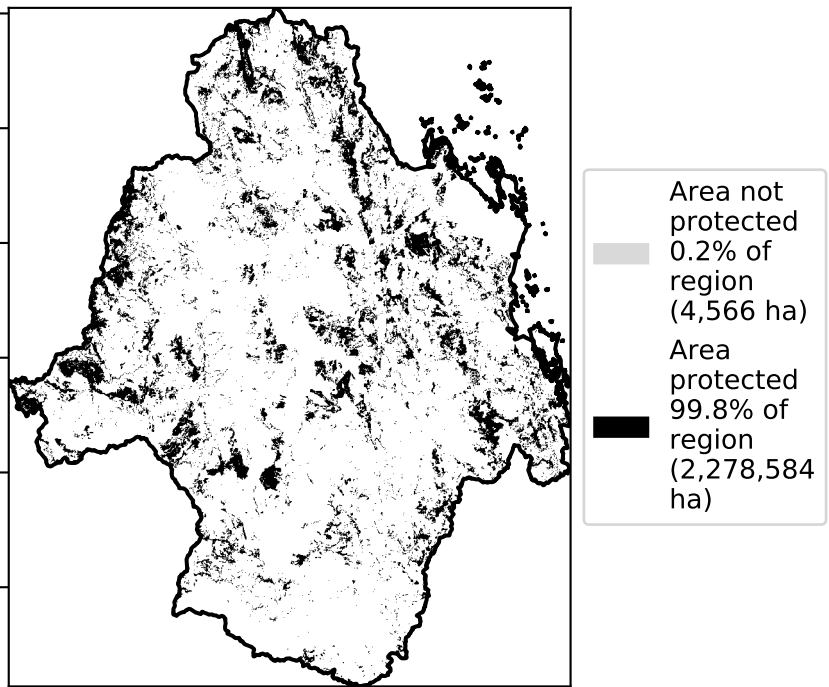 Area not
protected
0.2% of
region
(4,566 ha)
Area
protected
99.8% of
region
(2,278,584
ha)